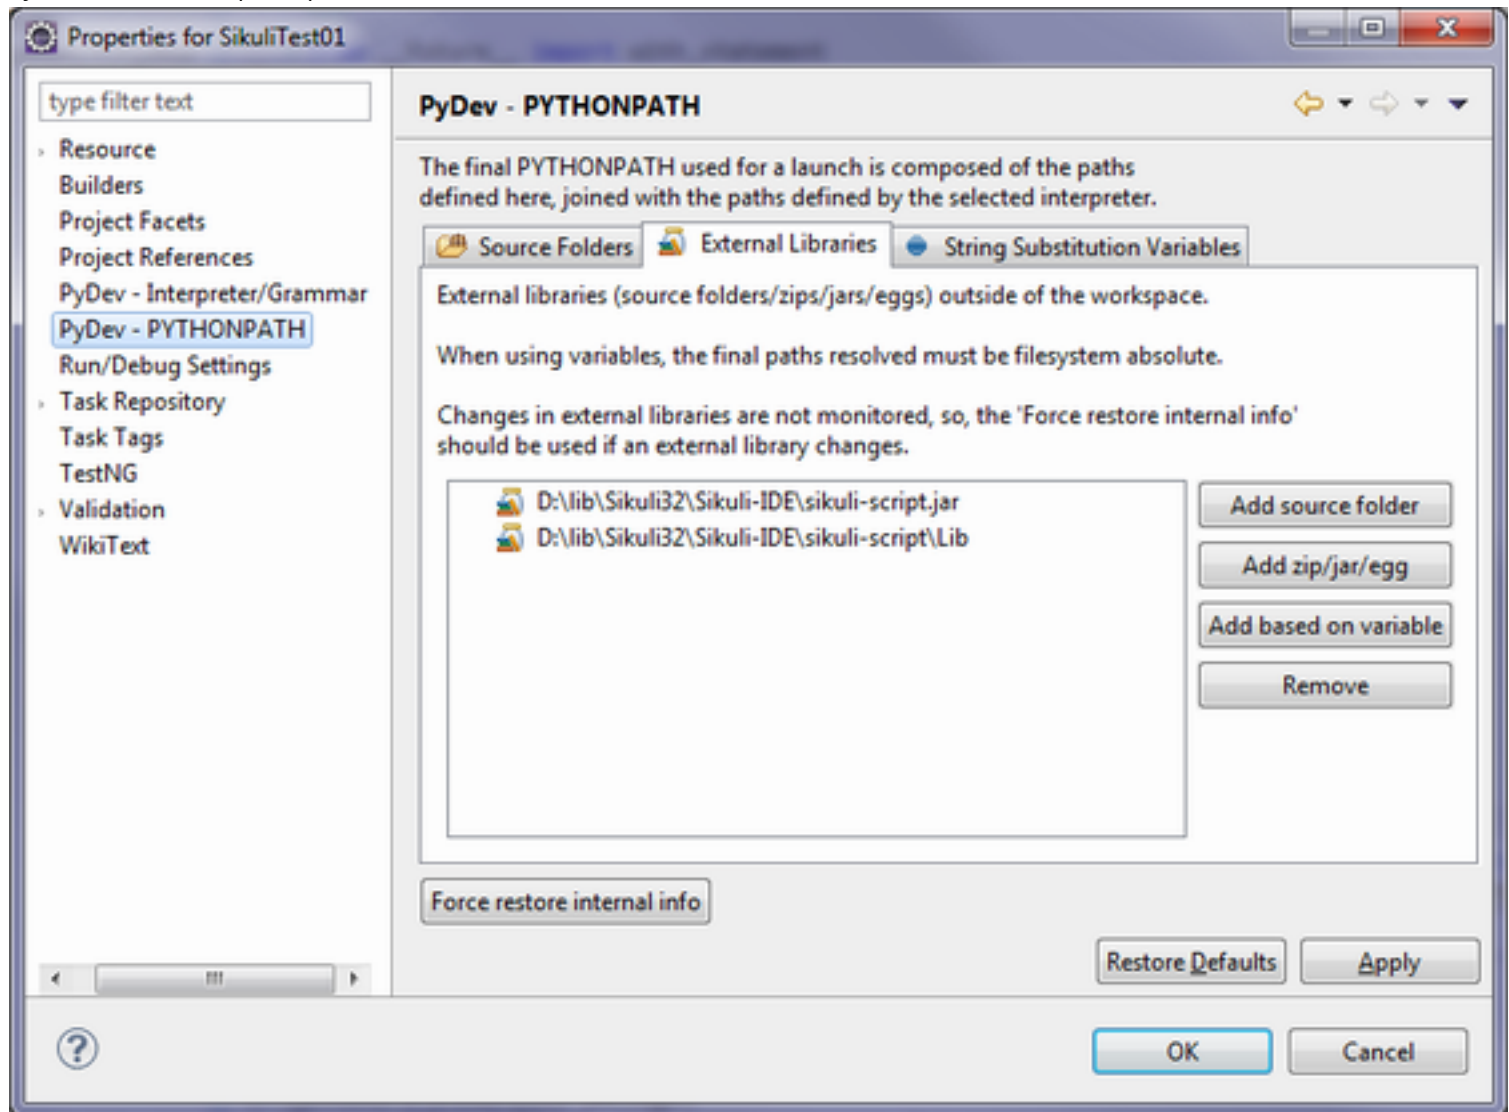 Properties for SikuliTest01
type filter text
Resource
Builders
Project Facets
Project References
PyDev - Interpreter/Grammar
PyDev - PYTHONPATH
Run/Debug Settings
Task Repository
Task Tags
TestNG
Validation
WikiText
PyDev - PYTHONPATH
The final PYTHONPATH used for a launch is composed of the paths
defined here, joined with the paths defined by the selected interpreter.
Source Folders External Libraries String Substitution Variables
External libraries (source folders/zips/jars/eggs) outside of the workspace.
When using variables, the final paths resolved must be filesystem absolute.
Changes in external libraries are not monitored, so, the 'Force restore internal info'
should be used if an external library changes.
D:\lib\Sikuli32\Sikuli-IDE\sikuli-script.jar
D:\lib\Sikuli32\Sikuli-IDE\sikuli-script\Lib
Add source folder
Add zip/jar/egg
Add based on variable
Remove
Force restore internal info
Restore Defaults Apply
OK Cancel